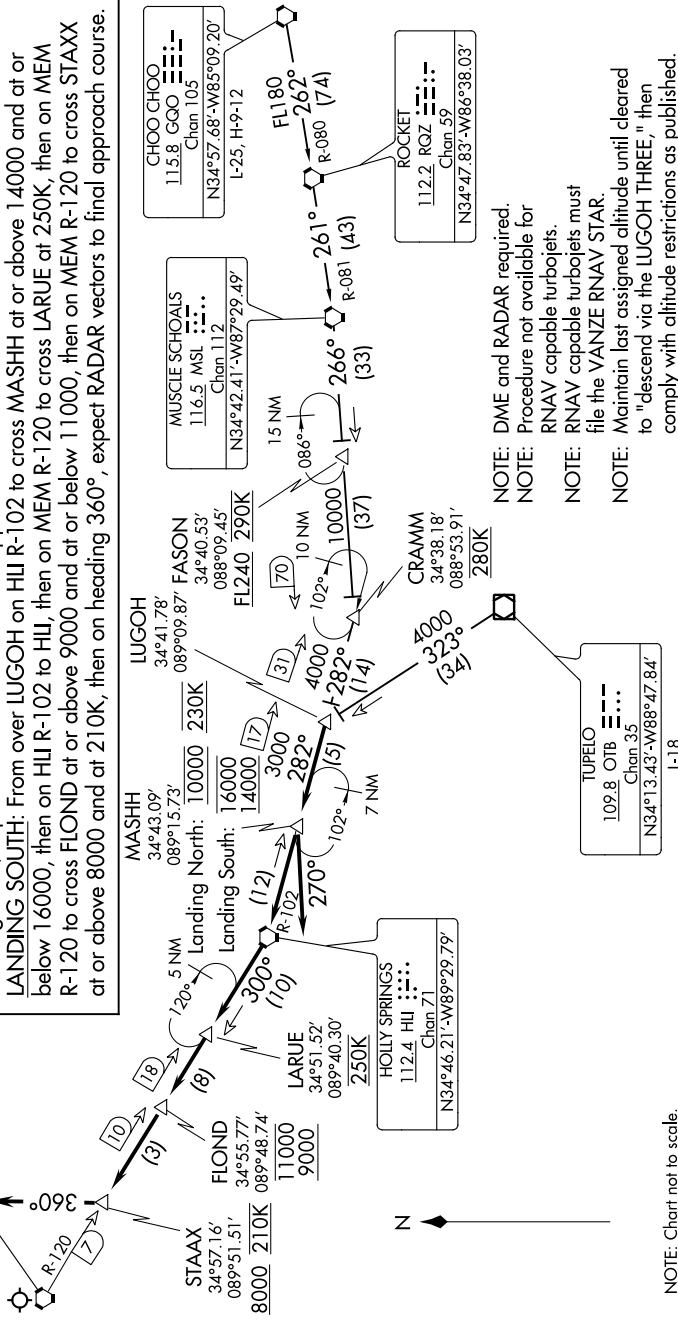 LANDING SOUTH: From over LUGOH on HLI R-102 to cross MASHH at or above 14000 and at or
below 16000, then on HLI R-102 to HLI, then on MEM R-120 to cross LARUE at 250K, then on MEM
R-120 to cross FLOND at or above 9000 and at or below 11000, then on MEM R-120 to cross STAXX
at or above 8000 and at 210K, then on heading 360°, expect RADAR vectors to final approach course.
CHOO CHOO
115.8 GQO
Chan 105
N34°57.68'-W85°09.20'
L-25, H-9-12
FL180
262°
(74)
R-080
ROCKET
112.2 RQZ
Chan 59
N34°47.83'-W86°38.03'
261°
(43)
R-081
MUSCLE SCHOALS
116.5 MSL
Chan 112
N34°42.41'-W87°29.49'
266°
(33)
15 NM
086°
FASON
34°40.53'
088°09.45'
FL240 290K
10000
(37)
10 NM
102°
70
CRAMM
34°38.18'
088°53.91'
280K
31
4000
282°
(14)
LUGOH
34°41.78'
089°09.87'
17
3000
282°
(5)
4000
323°
(34)
TUPELO
109.8 OTB
Chan 35
N34°13.43'-W88°47.84'
L-18
MASHH
34°43.09'
089°15.73'
Landing North: 10000 230K
Landing South: 16000
14000
102°
7 NM
(12)
R-102
270°
HOLLY SPRINGS
112.4 HLI
Chan 71
N34°46.21'-W89°29.79'
5 NM
120°
300°
(10)
LARUE
34°51.52'
089°40.30'
250K
18
(8)
FLOND
34°55.77'
089°48.74'
11000
9000
10
(3)
360°
STAAX
34°57.16'
089°51.51'
8000 210K
R-120
7
N
NOTE: DME and RADAR required.
NOTE: Procedure not available for
RNAV capable turbojets.
NOTE: RNAV capable turbojets must
file the VANZE RNAV STAR.
NOTE: Maintain last assigned altitude until cleared
to "descend via the LUGOH THREE," then
comply with altitude restrictions as published.
NOTE: Chart not to scale.